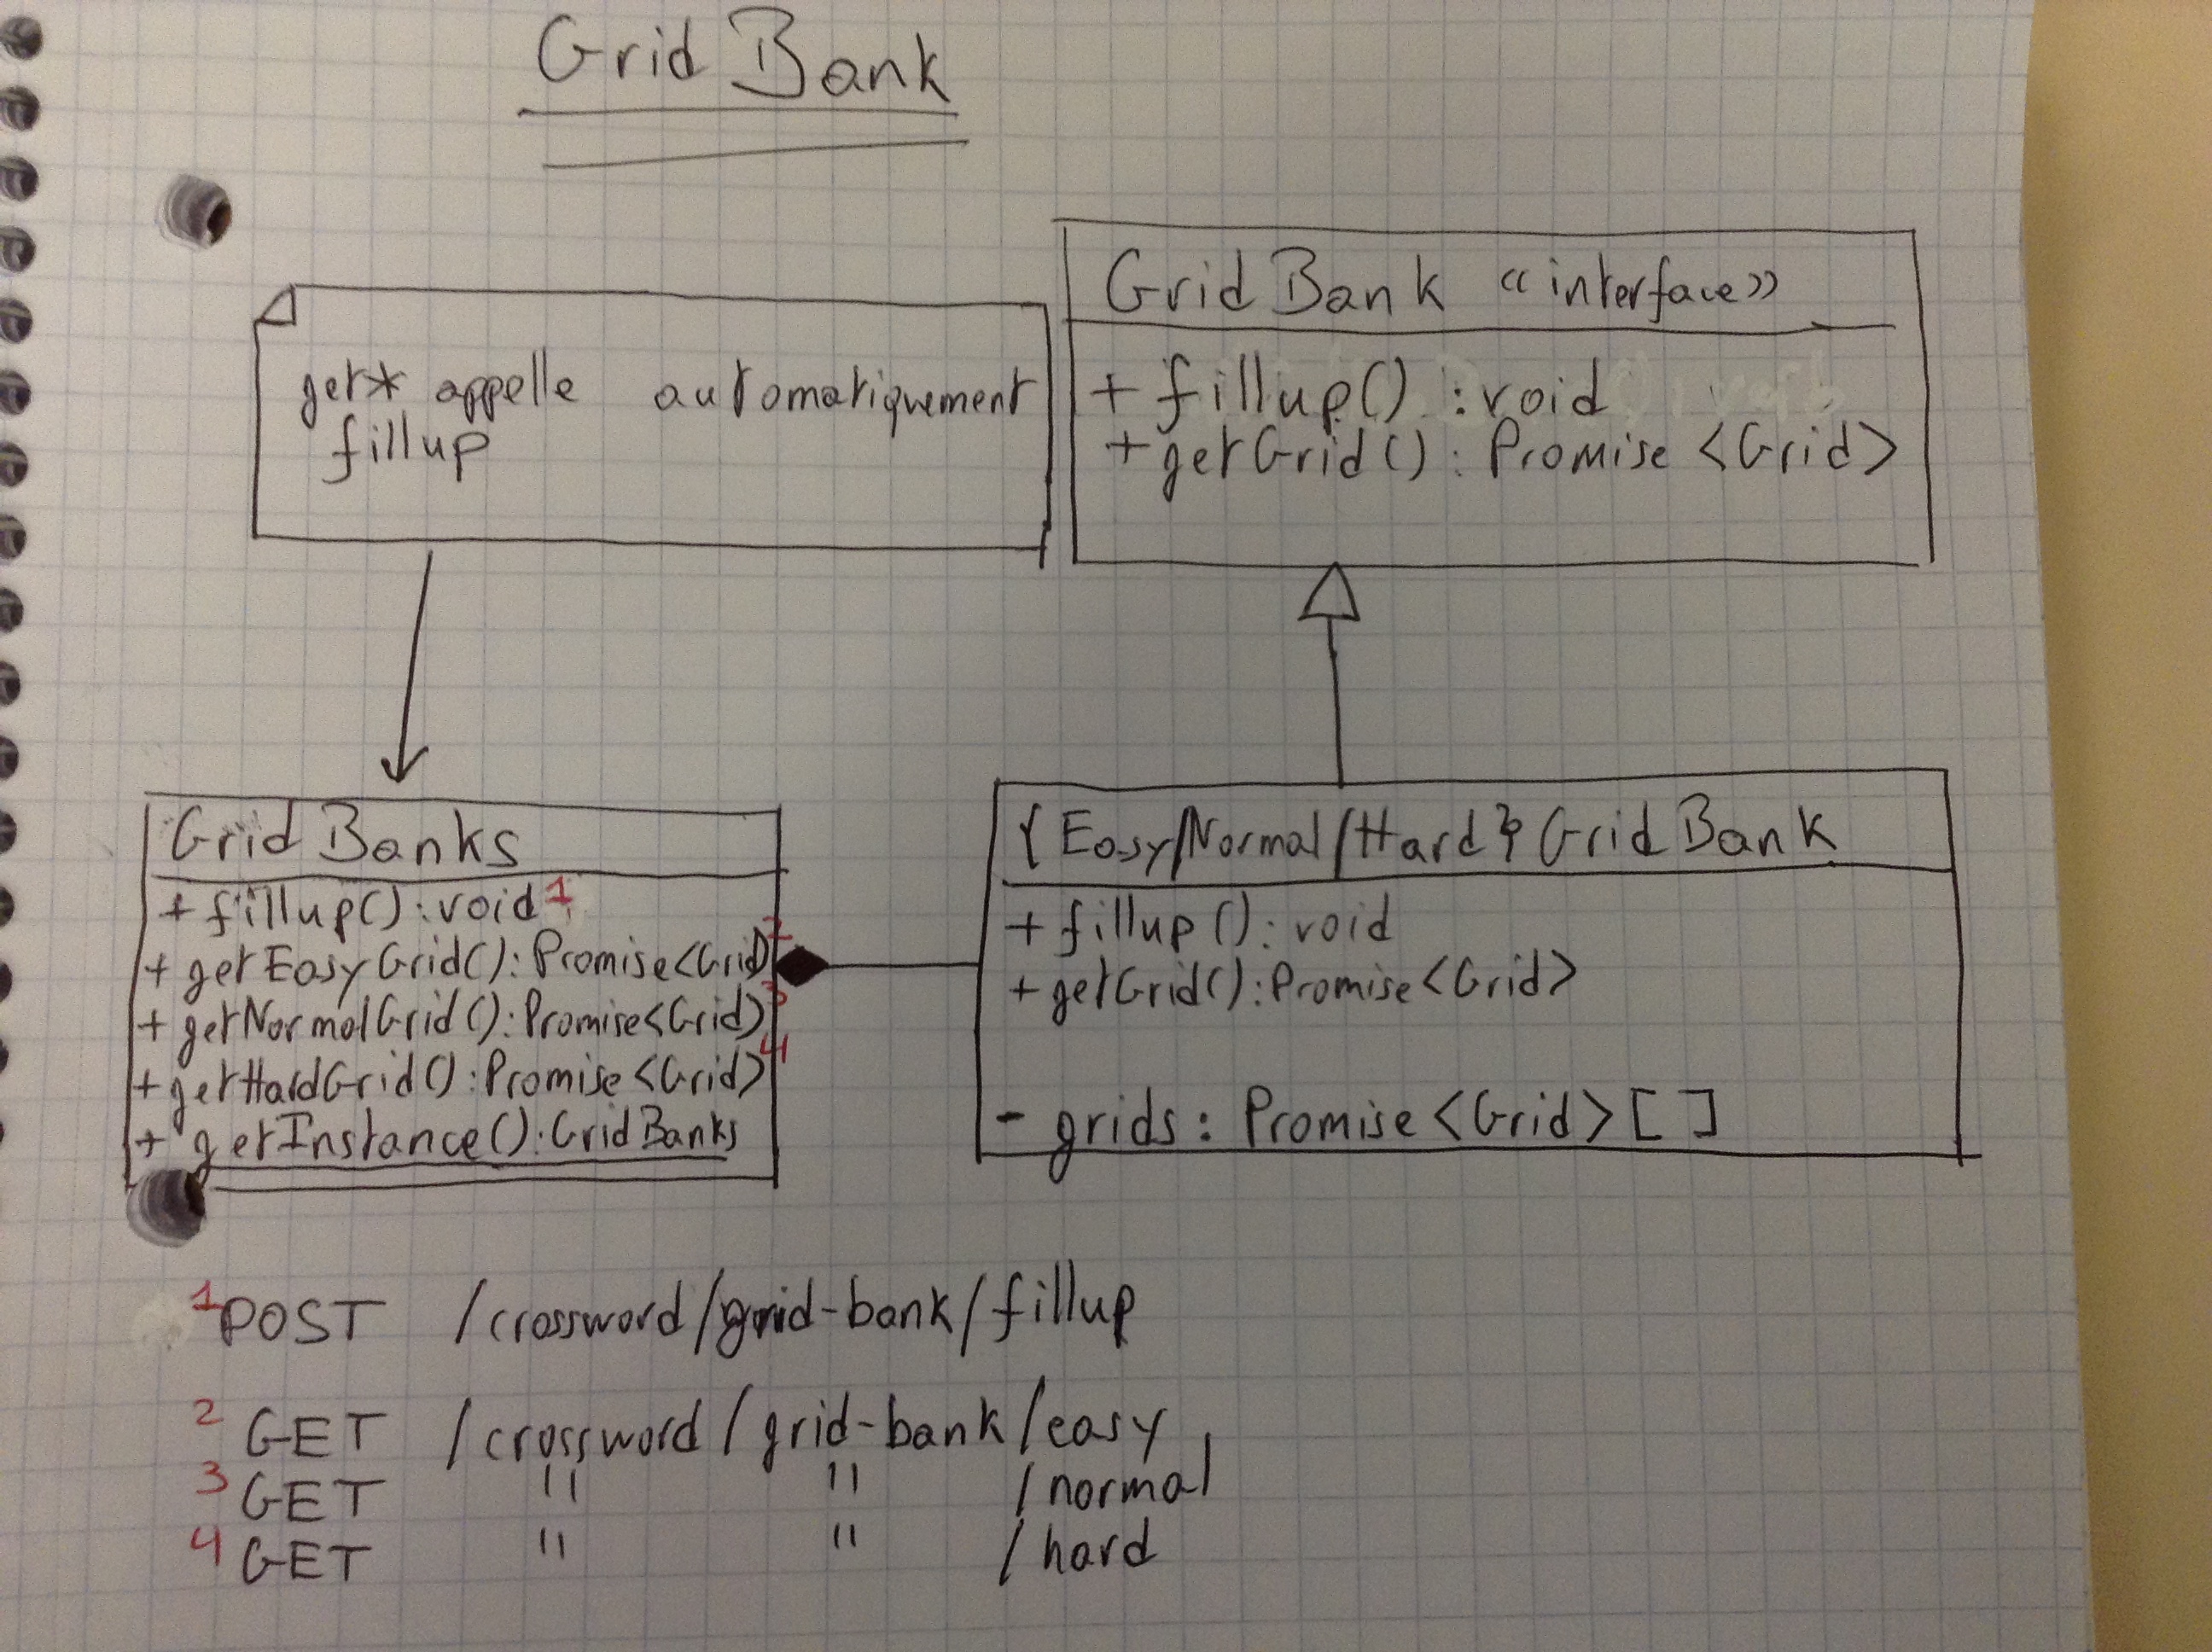 Grid Bank
get* appelle automatiquement
fillup
Grid Bank «interface»
+ fillup() : void
+ getGrid() : Promise <Grid>
Grid Banks
+ fillup() : void 1
+ getEasyGrid() : Promise<Grid> 2
+ getNormalGrid() : Promise<Grid> 3
+ getHardGrid() : Promise<Grid> 4
+ getInstance() : GridBanks
{Easy/Normal/Hard} Grid Bank
+ fillup() : void
+ getGrid() : Promise<Grid>
- grids : Promise<Grid>[]
1 POST /crossword/grid-bank/fillup
2 GET /crossword/grid-bank/easy
3 GET " " /normal
4 GET " " /hard